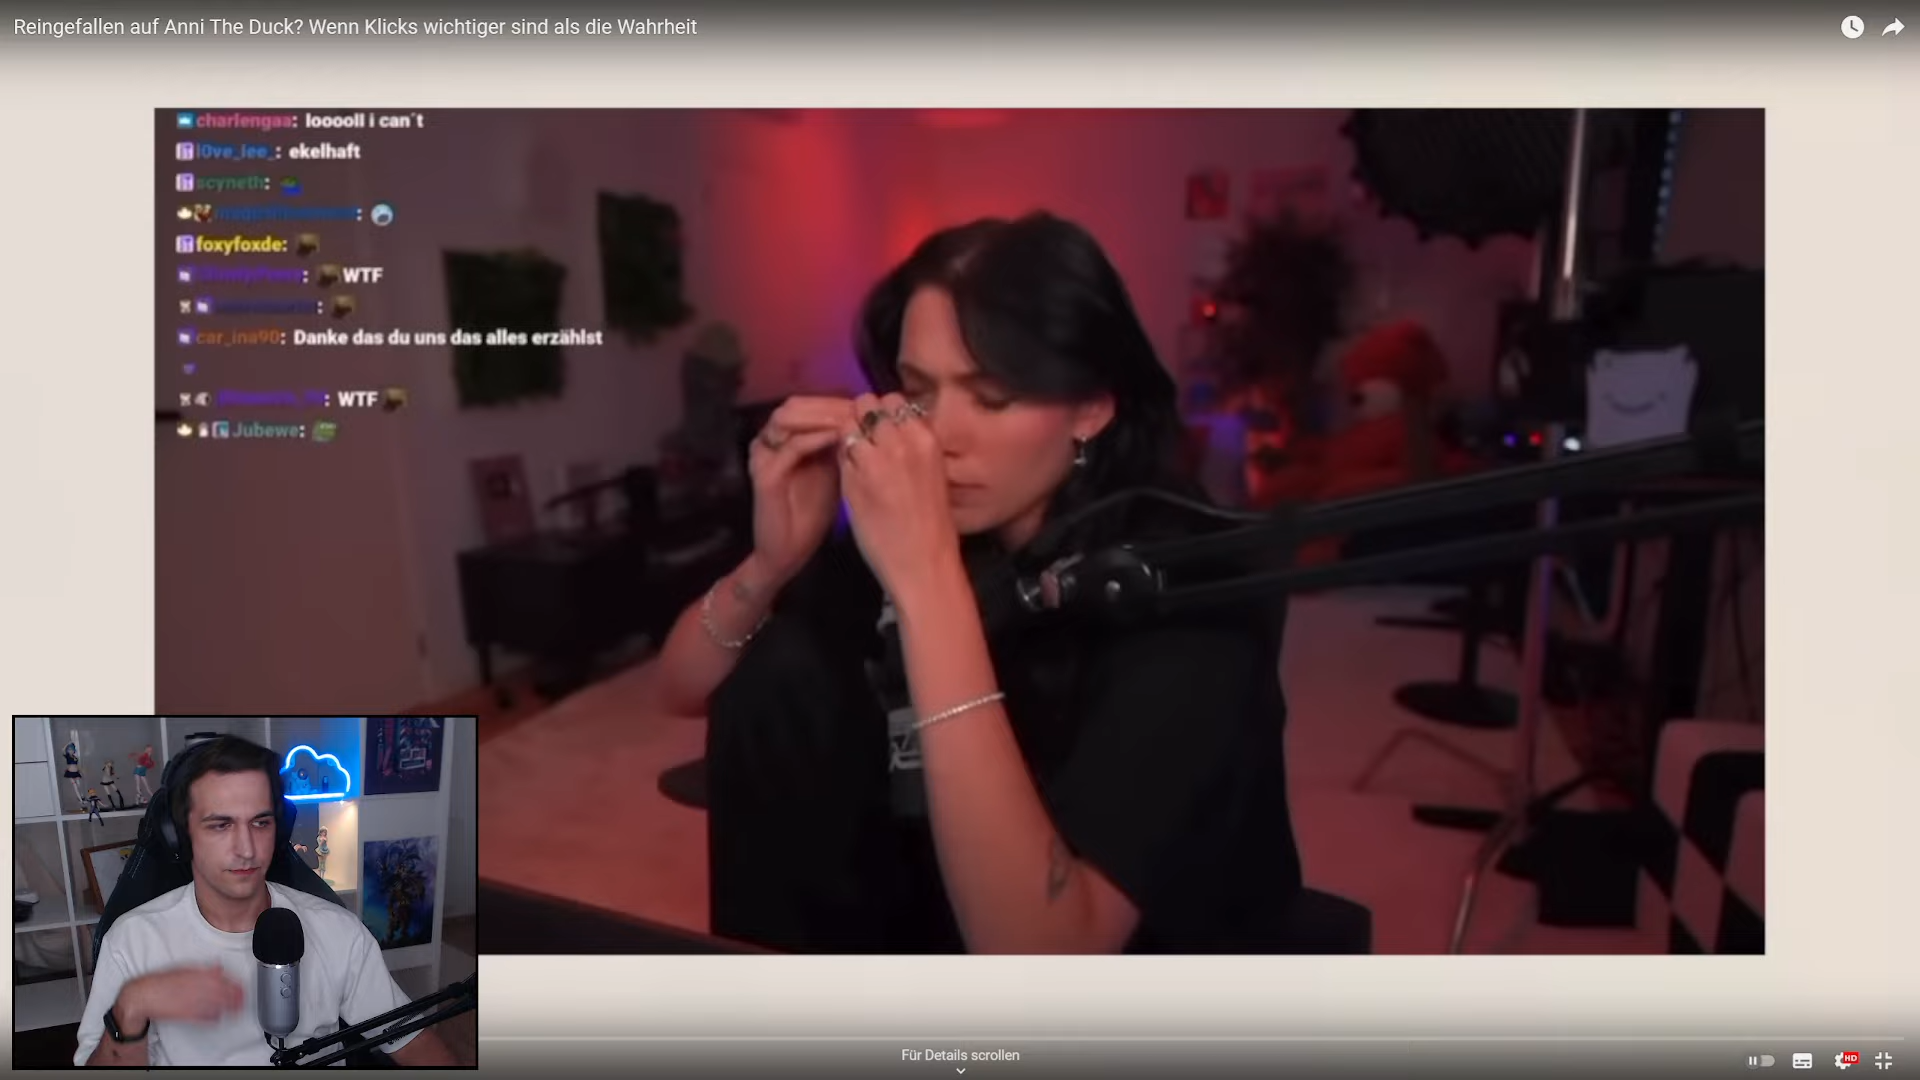 Reingefallen auf Anni The Duck? Wenn Klicks wichtiger sind als die Wahrheit
charlengaa: looooll i can´t
l0ve_lee_: ekelhaft
scyneth:
foxyfoxde:
WTF
car_ina90: Danke das du uns das alles erzählst
WTF
Jubewe:
Für Details scrollen
HD